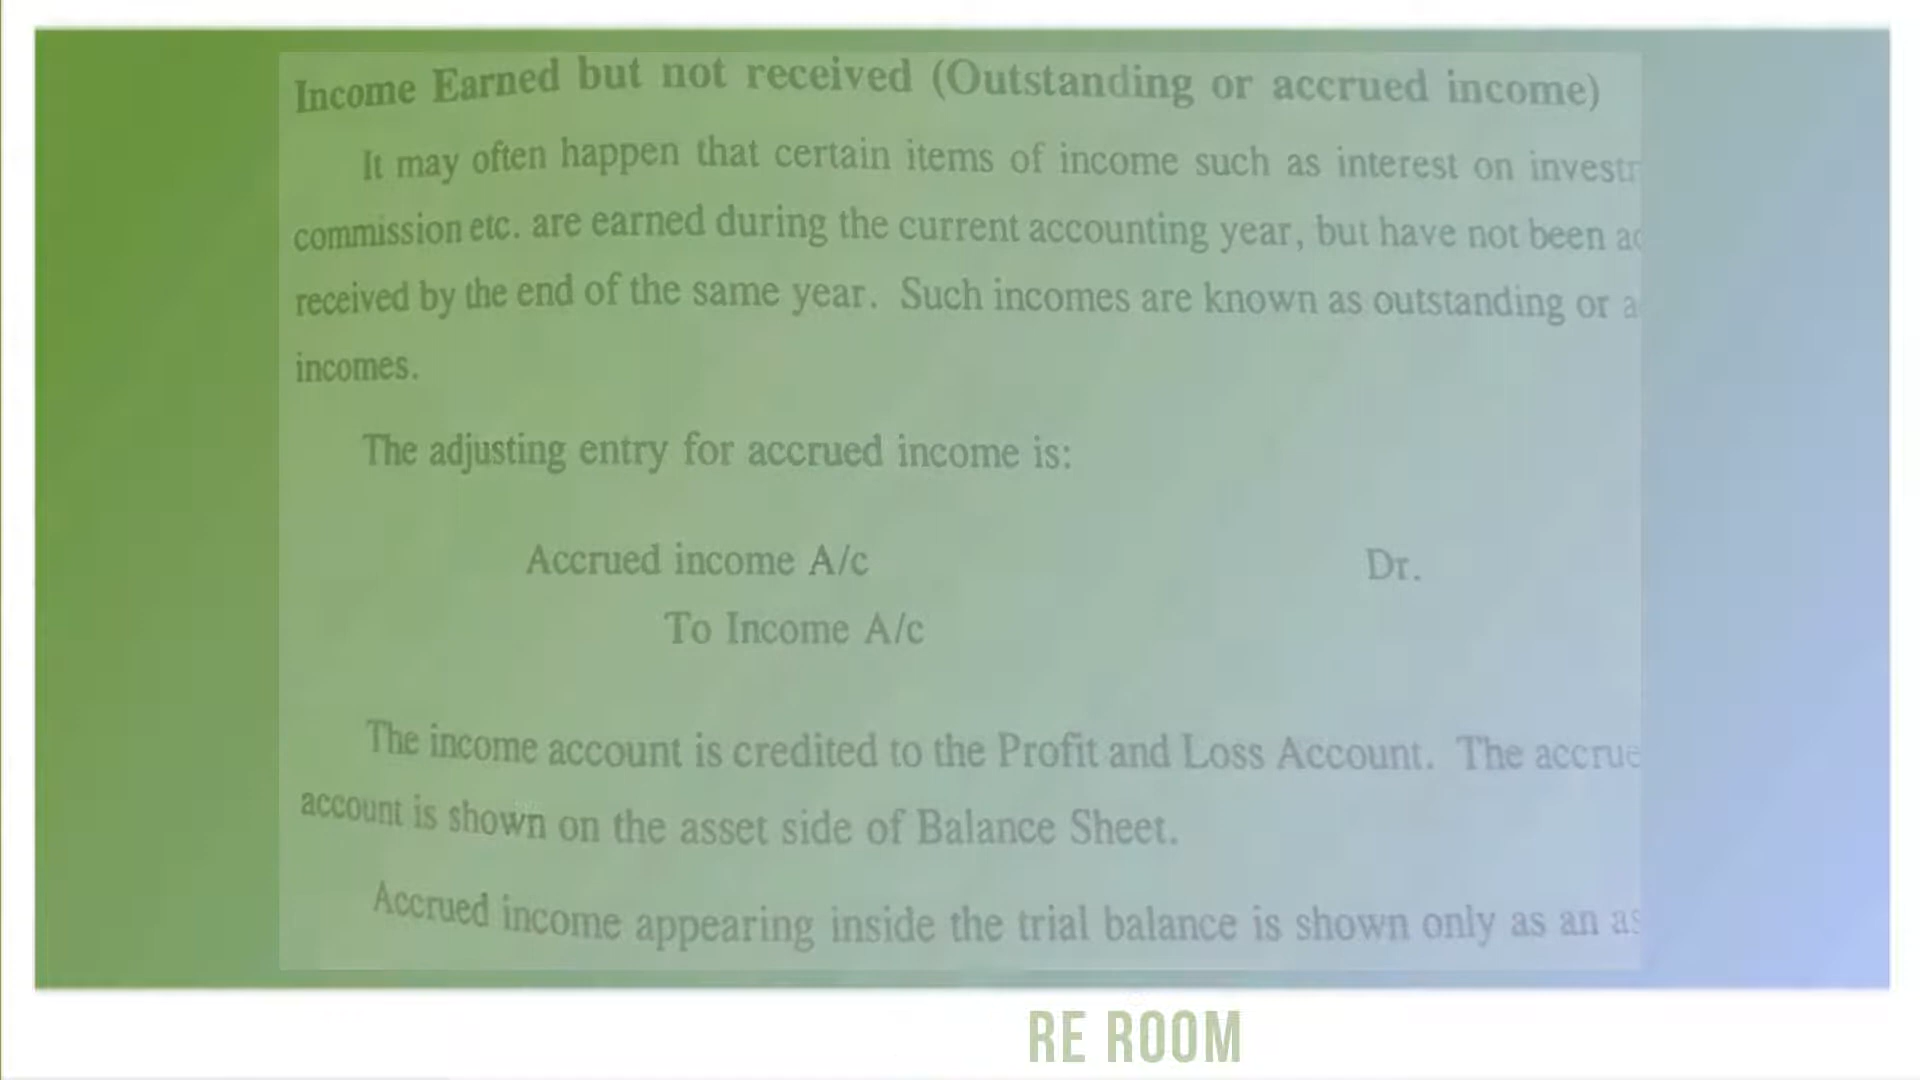 Income Earned but not received (Outstanding or accrued income)
It may often happen that certain items of income such as interest on
commission etc. are earned during the current accounting year, but have not been
received by the end of the same year. Such incomes are known as outstanding or
incomes.
The adjusting entry for accrued income is:
Accrued income A/c Dr.
To Income A/c
The income account is credited to the Profit and Loss Account. The
account is shown on the asset side of Balance Sheet.
Accrued income appearing inside the trial balance is shown only as an
RE ROOM